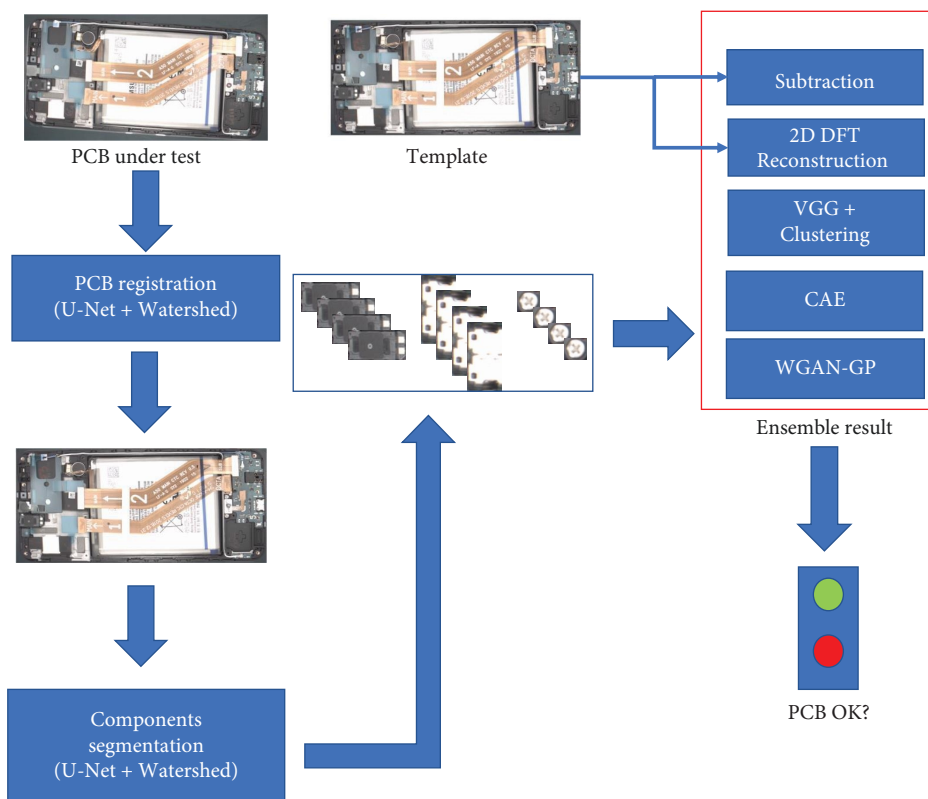 PCB under test
Template
PCB registration
(U-Net + Watershed)
Components
segmentation
(U-Net + Watershed)
Subtraction
2D DFT
Reconstruction
VGG +
Clustering
CAE
WGAN-GP
Ensemble result
PCB OK?